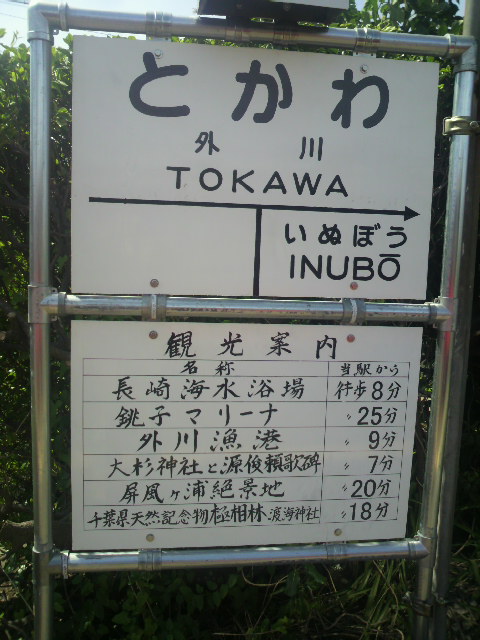 とかわ
外川
TOKAWA
いぬぼう
INUBŌ
観光案内
名称 当駅から
長崎海水浴場 徒歩8分
銚子マリーナ 〃25分
外川漁港 〃9分
大杉神社と源俊頼歌碑 〃7分
屏風ヶ浦絶景地 〃20分
千葉県天然記念物極相林渡海神社 〃18分